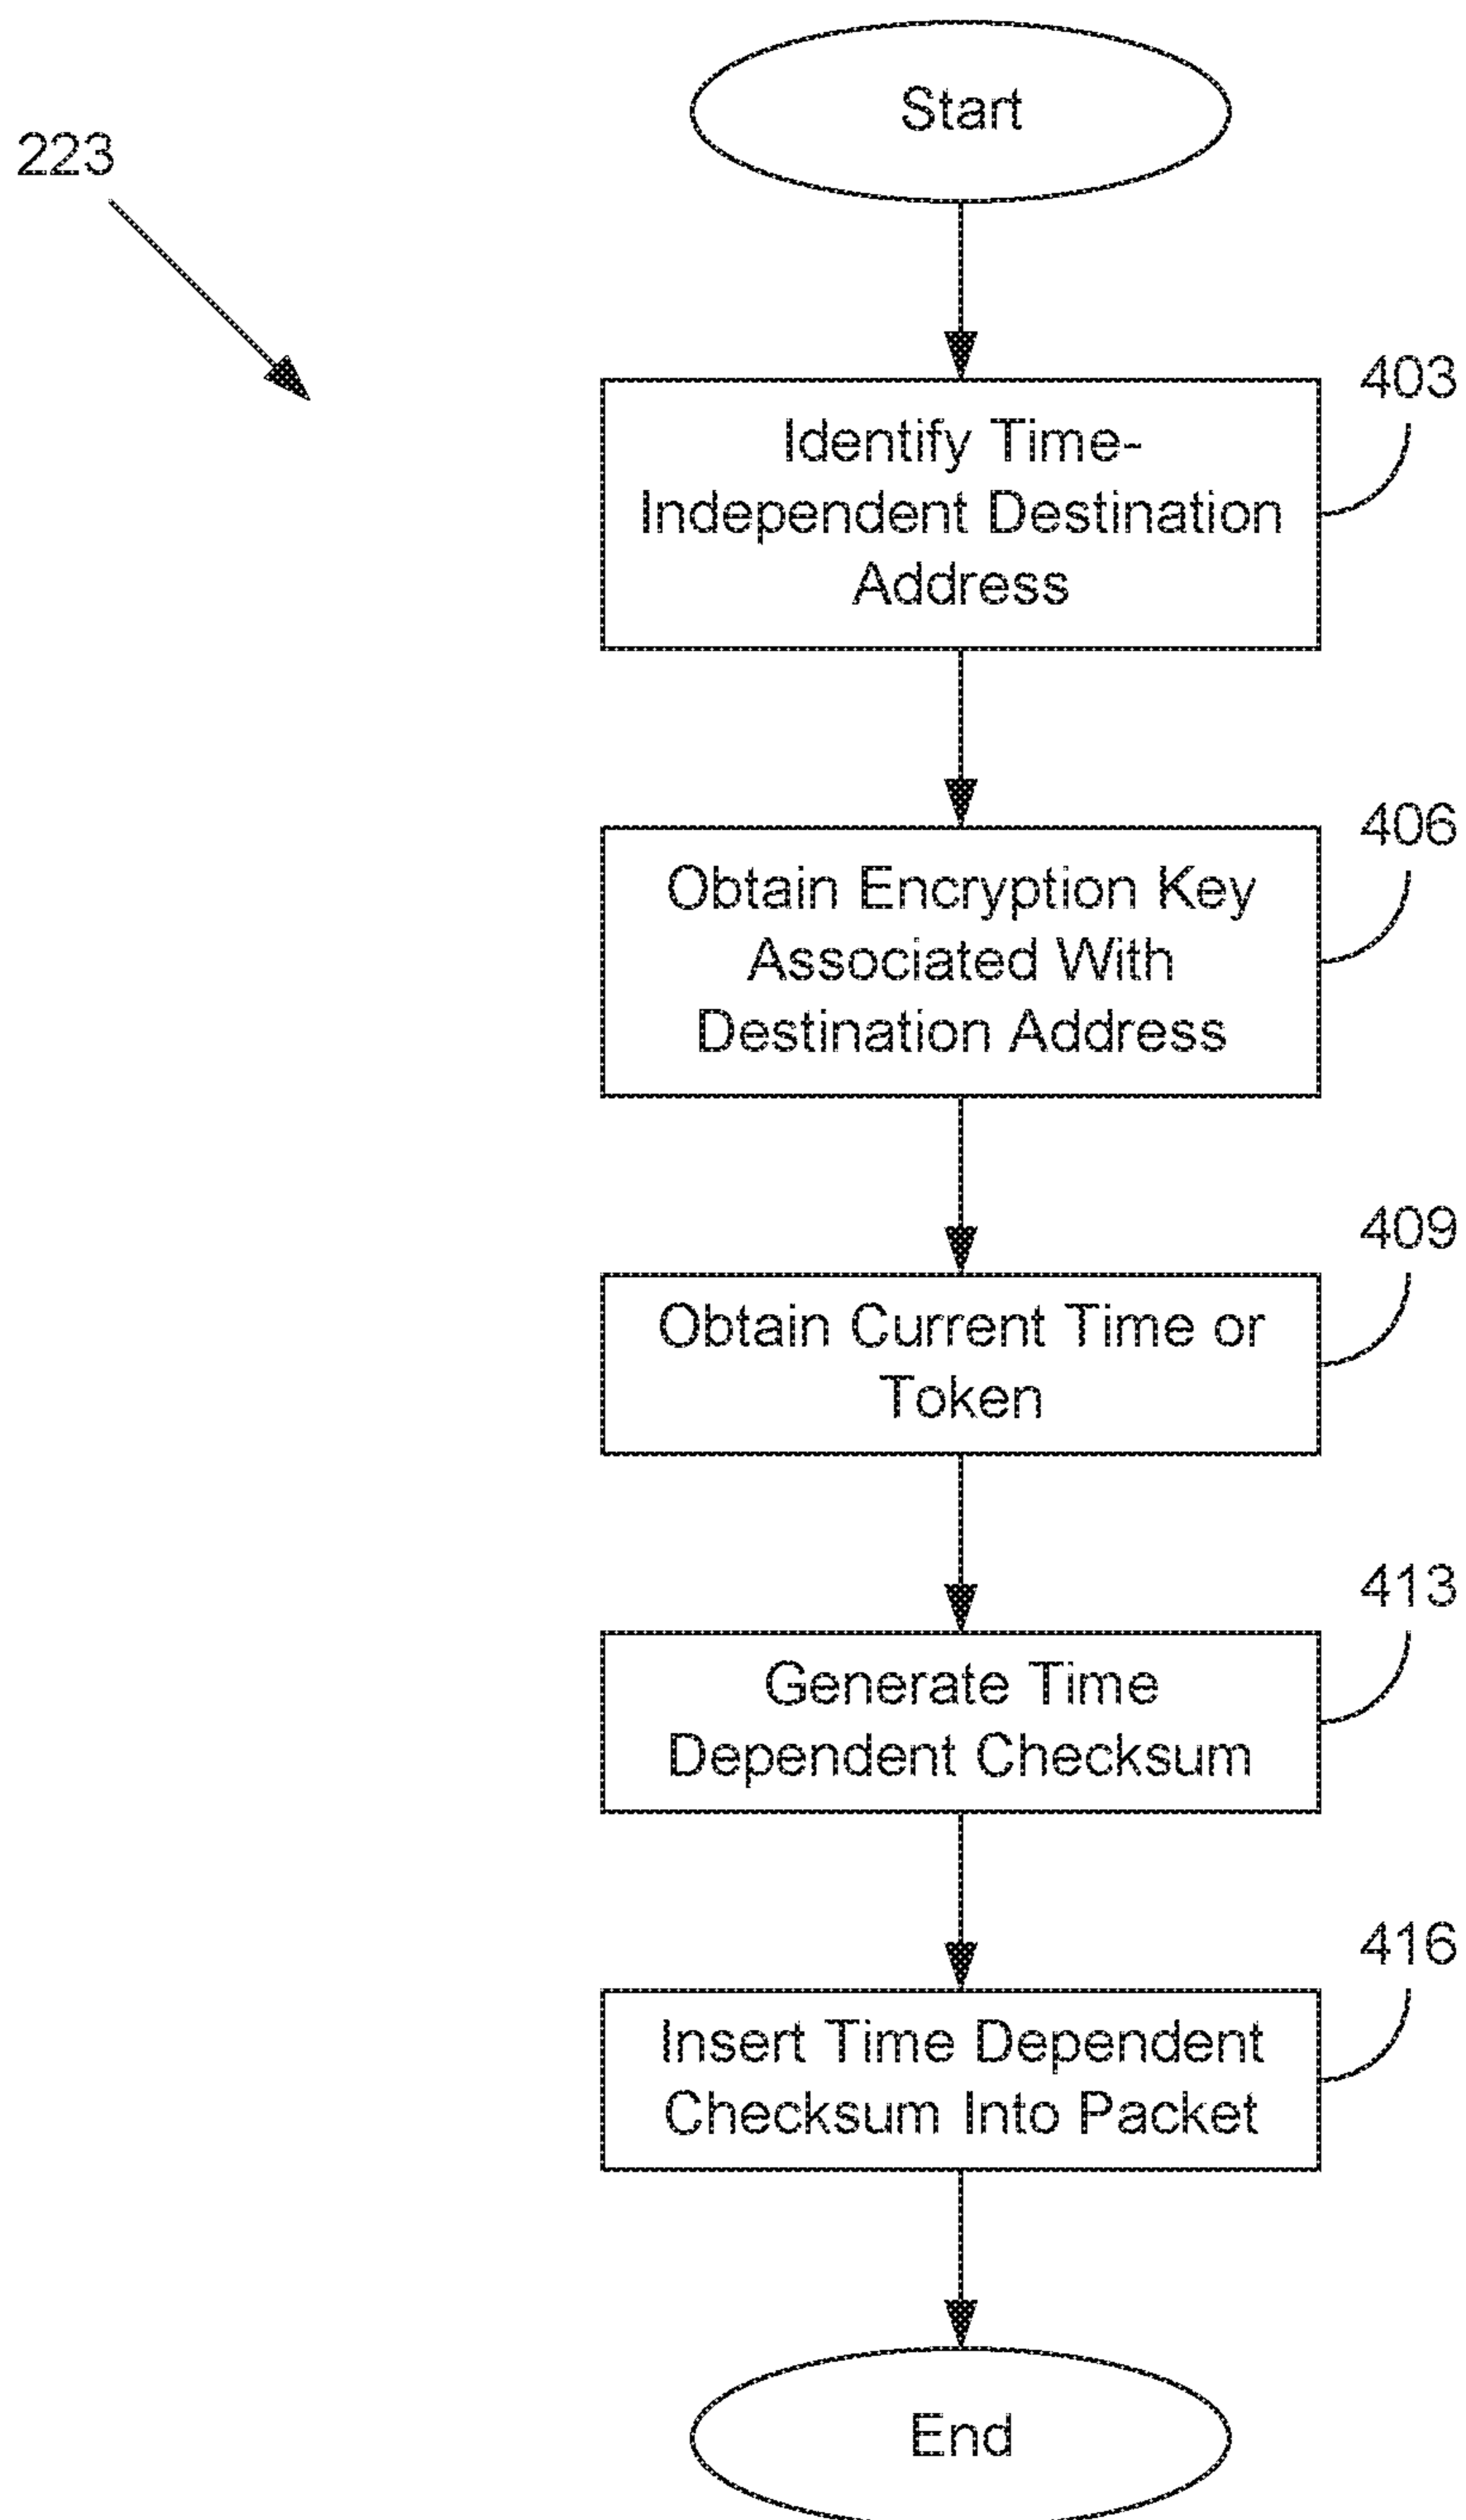 Start
223
403
Identify Time-
Independent Destination
Address
406
Obtain Encryption Key
Associated With
Destination Address
409
Obtain Current Time or
Token
413
Generate Time
Dependent Checksum
416
Insert Time Dependent
Checksum Into Packet
End